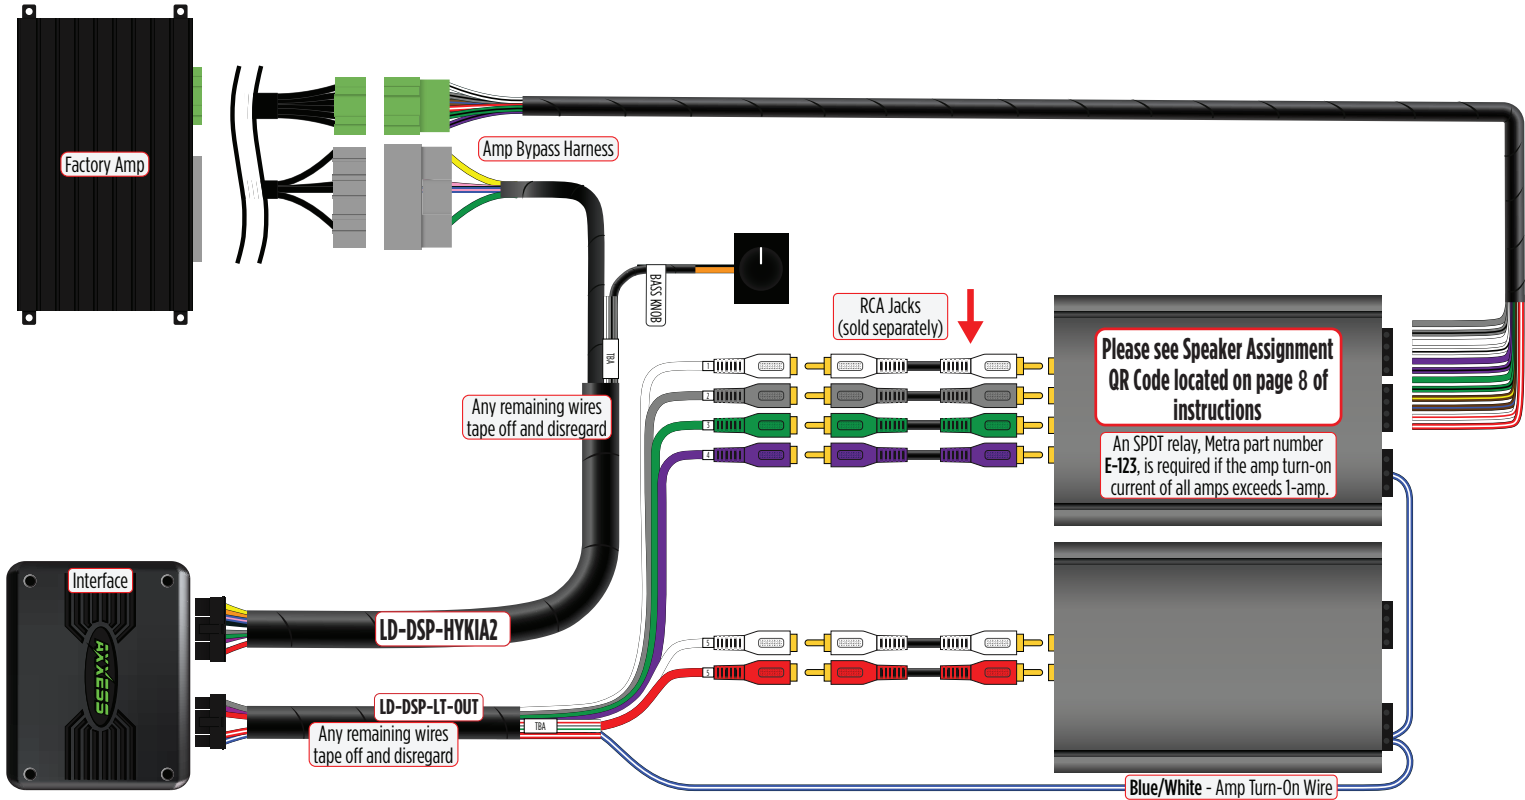 Factory Amp
Amp Bypass Harness
BASS KNOB
TBA
RCA Jacks
(sold separately)
Any remaining wires
tape off and disregard
1
2
3
4
Please see Speaker Assignment
QR Code located on page 8 of
instructions
An SPDT relay, Metra part number
E-123, is required if the amp turn-on
current of all amps exceeds 1-amp.
Interface
AXXESS
LD-DSP-HYKIA2
5
5
LD-DSP-LT-OUT
TBA
Any remaining wires
tape off and disregard
Blue/White - Amp Turn-On Wire